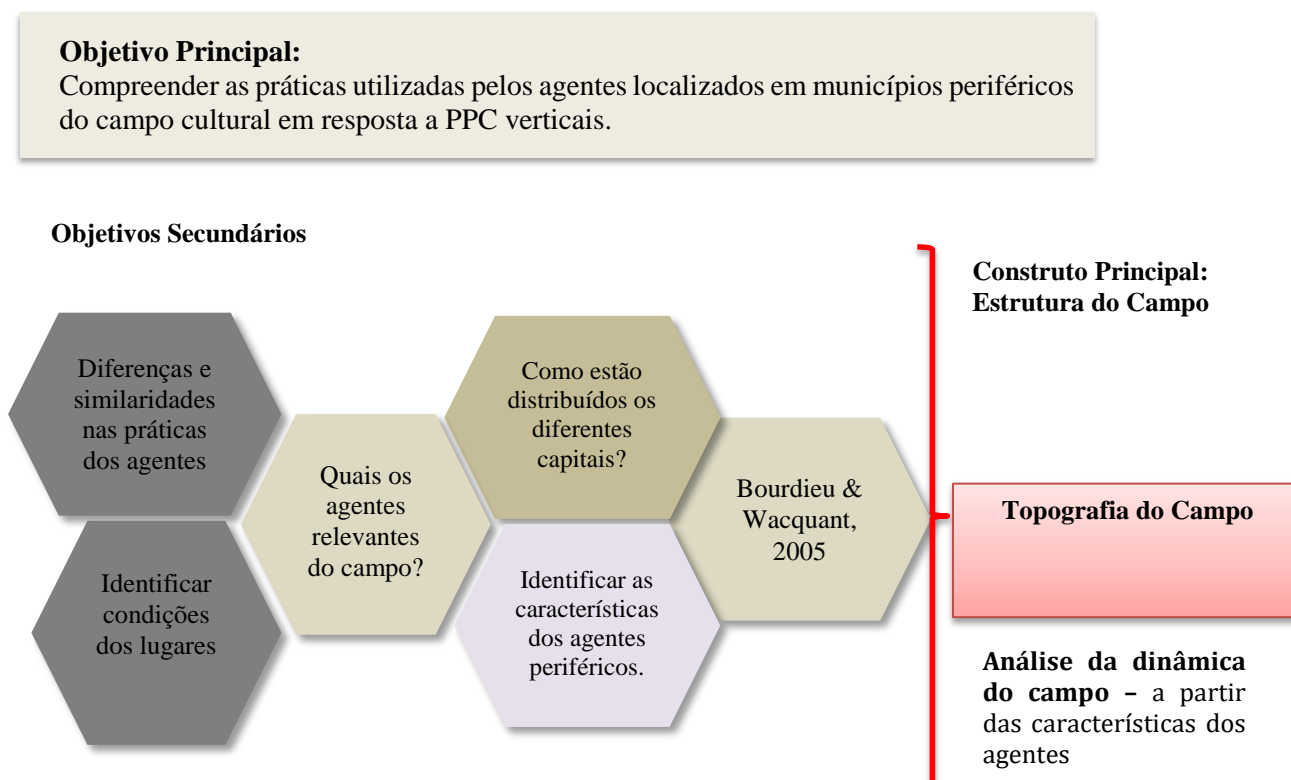 Objetivo Principal:
Compreender as práticas utilizadas pelos agentes localizados em municípios periféricos
do campo cultural em resposta a PPC verticais.
Objetivos Secundários
Diferenças e
similaridades
nas práticas
dos agentes
Identificar
condições
dos lugares
Quais os
agentes
relevantes
do campo?
Como estão
distribuídos os
diferentes
capitais?
Identificar as
características
dos agentes
periféricos.
Bourdieu &
Wacquant,
2005
Construto Principal:
Estrutura do Campo
Topografia do Campo
Análise da dinâmica
do campo – a partir
das características dos
agentes